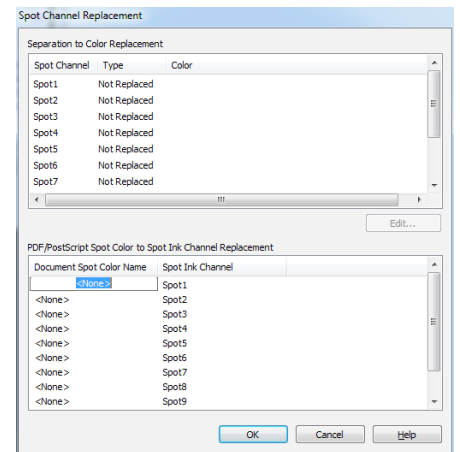 Spot Channel Replacement
Separation to Color Replacement
Spot Channel Type Color
Spot1 Not Replaced
Spot2 Not Replaced
Spot3 Not Replaced
Spot4 Not Replaced
Spot5 Not Replaced
Spot6 Not Replaced
Spot7 Not Replaced
Edit...
PDF/PostScript Spot Color to Spot Ink Channel Replacement
Document Spot Color Name Spot Ink Channel
<None> Spot1
<None> Spot2
<None> Spot3
<None> Spot4
<None> Spot5
<None> Spot6
<None> Spot7
<None> Spot8
<None> Spot9
OK Cancel Help